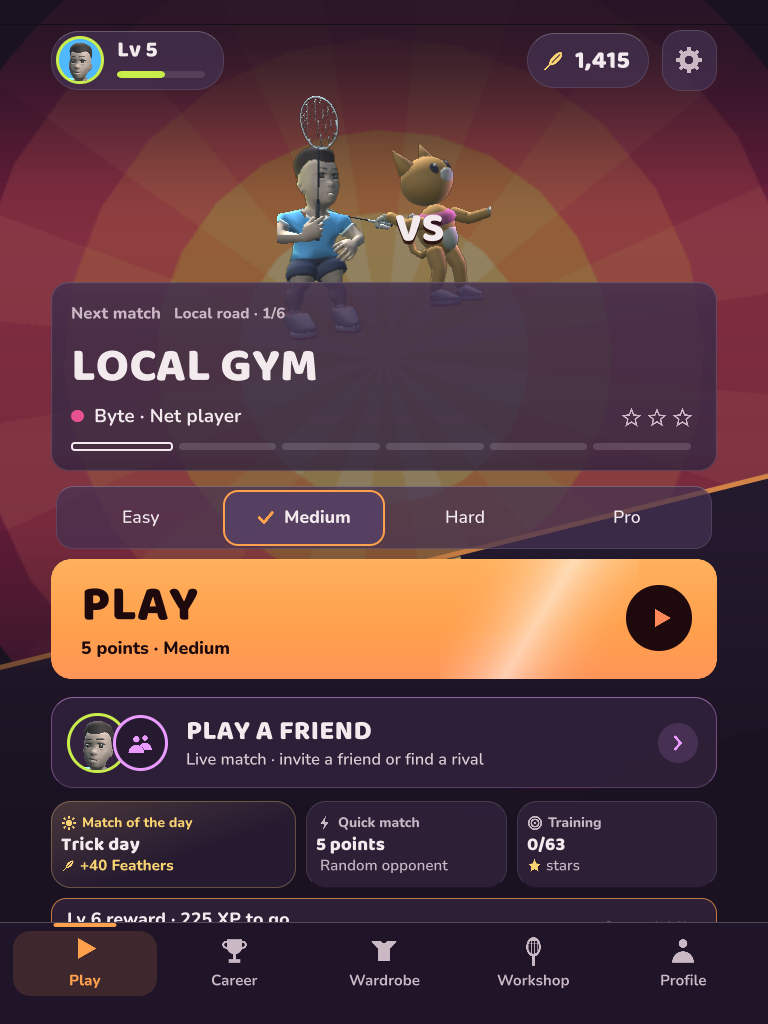 Lv 5
1,415
VS
Next match Local road · 1/6
LOCAL GYM
Byte · Net player
Easy
Medium
Hard
Pro
PLAY
5 points · Medium
PLAY A FRIEND
Live match · invite a friend or find a rival
Match of the day
Trick day
+40 Feathers
Quick match
5 points
Random opponent
Training
0/63
stars
Lv 6 reward · 225 XP to go
Play
Career
Wardrobe
Workshop
Profile